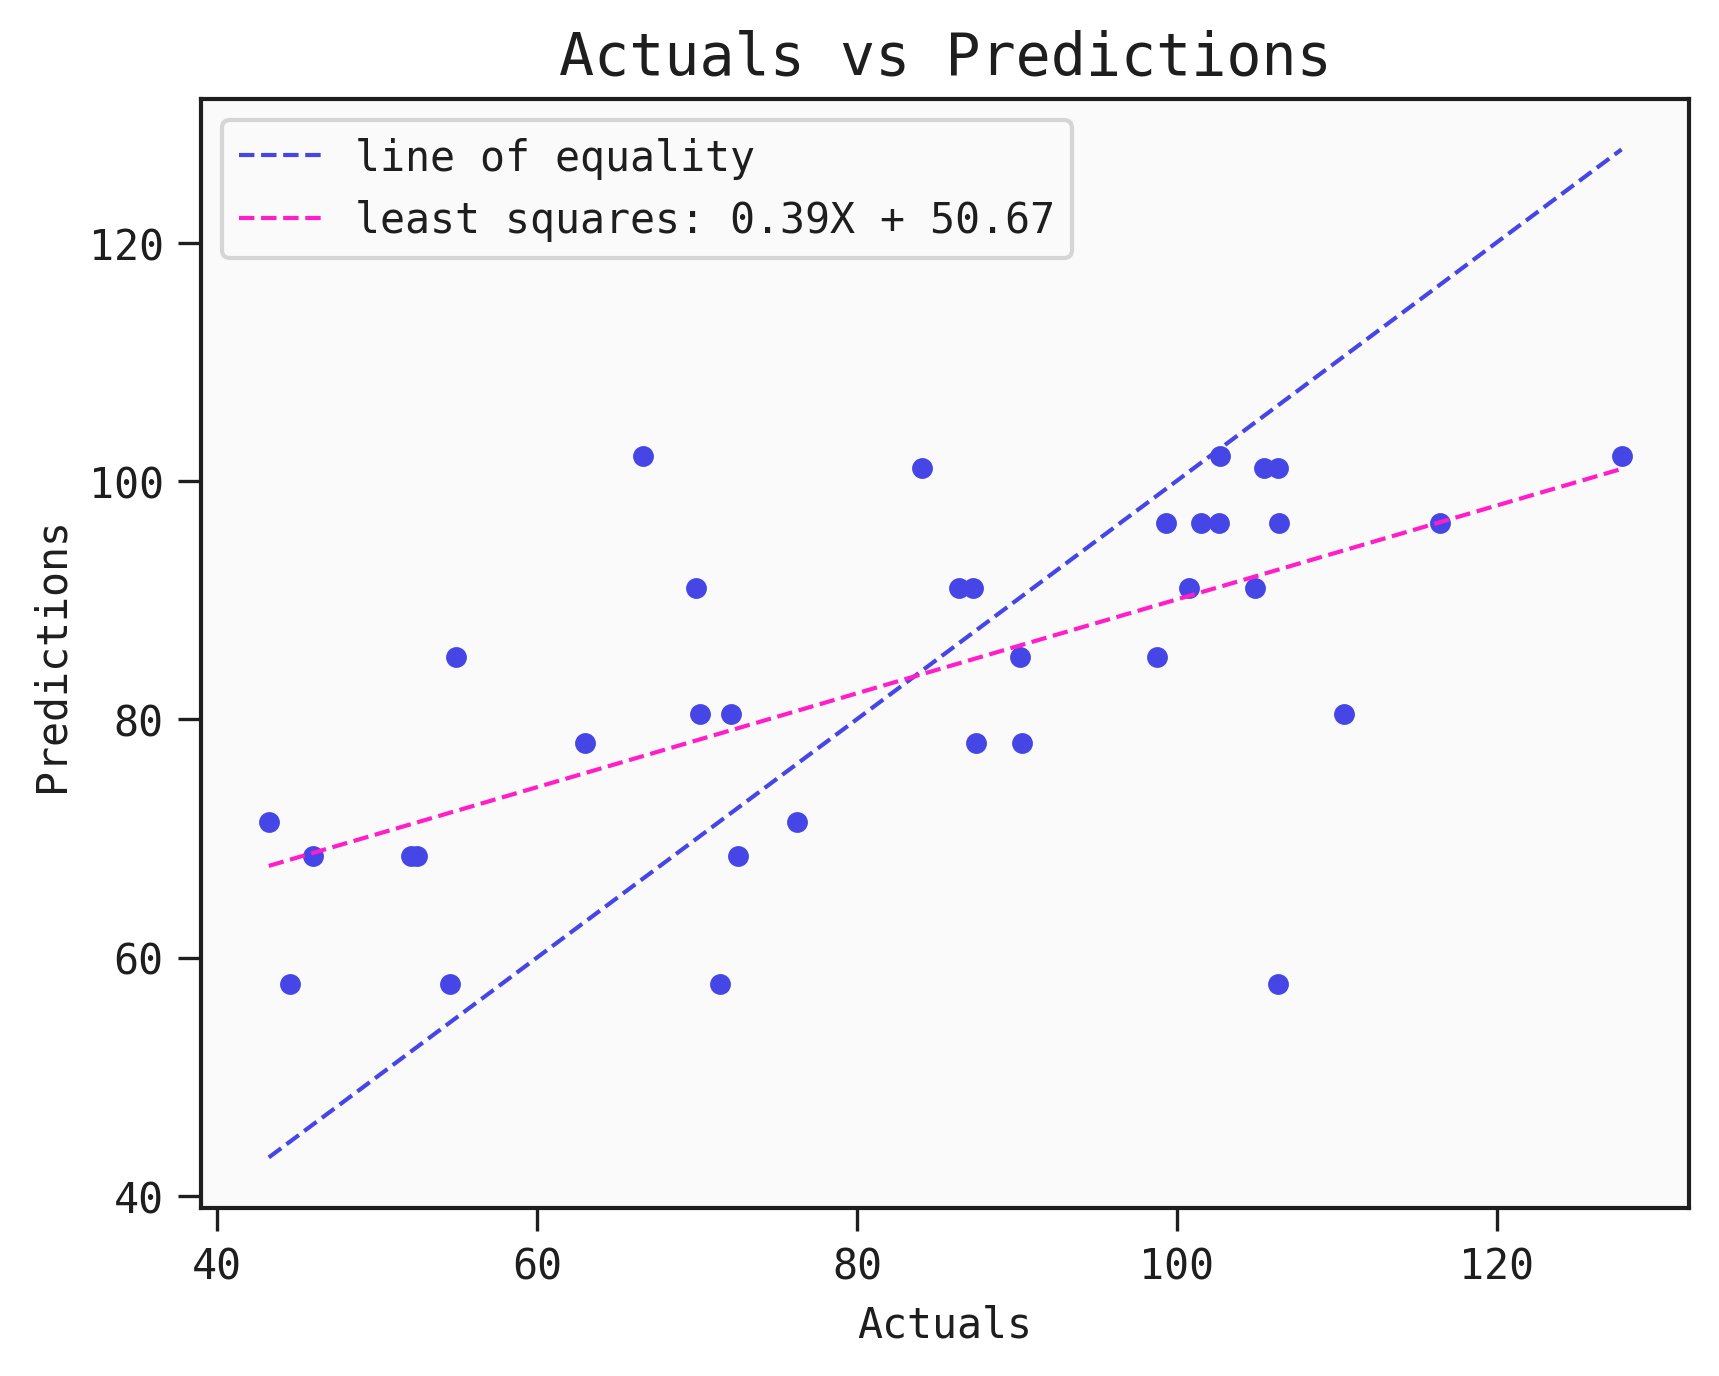 Actuals vs Predictions
line of equality
least squares: 0.39X + 50.67
120
100
80
60
40
Predictions
40 60 80 100 120
Actuals